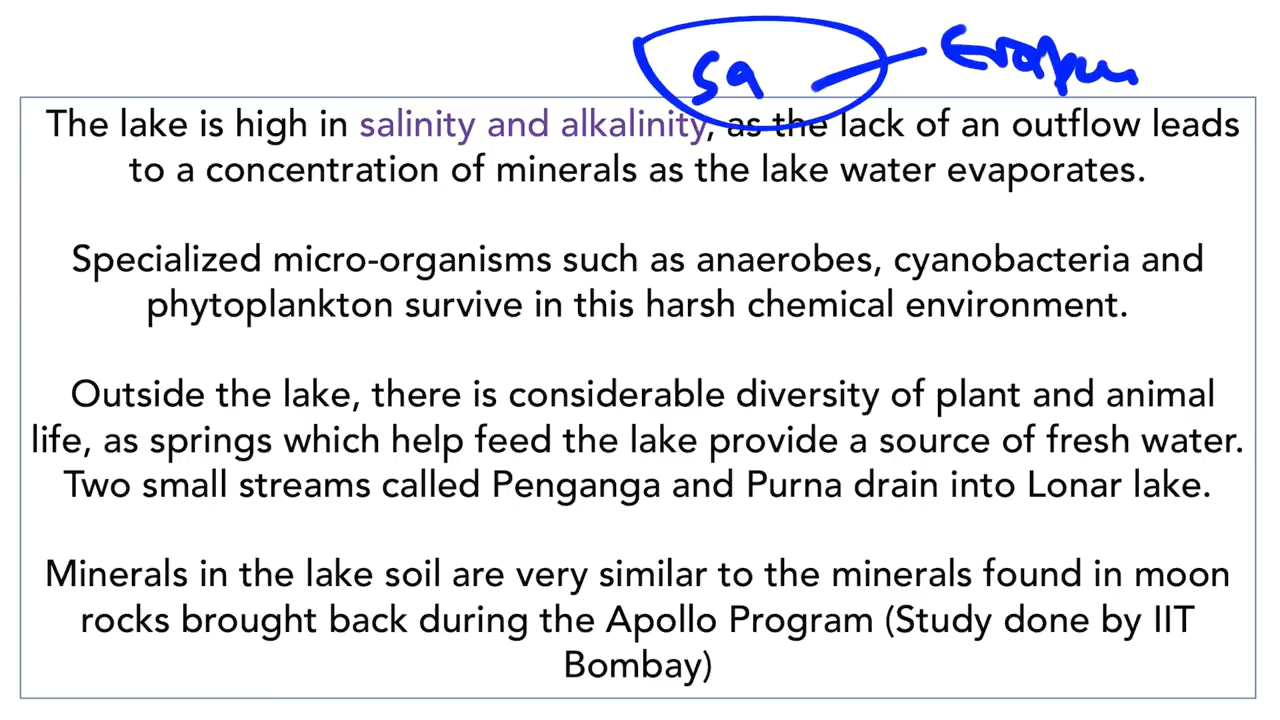 Sa
The lake is high in salinity and alkalinity, as the lack of an outflow leads
to a concentration of minerals as the lake water evaporates.
Specialized micro-organisms such as anaerobes, cyanobacteria and
phytoplankton survive in this harsh chemical environment.
Outside the lake, there is considerable diversity of plant and animal
life, as springs which help feed the lake provide a source of fresh water.
Two small streams called Penganga and Purna drain into Lonar lake.
Minerals in the lake soil are very similar to the minerals found in moon
rocks brought back during the Apollo Program (Study done by IIT
Bombay)